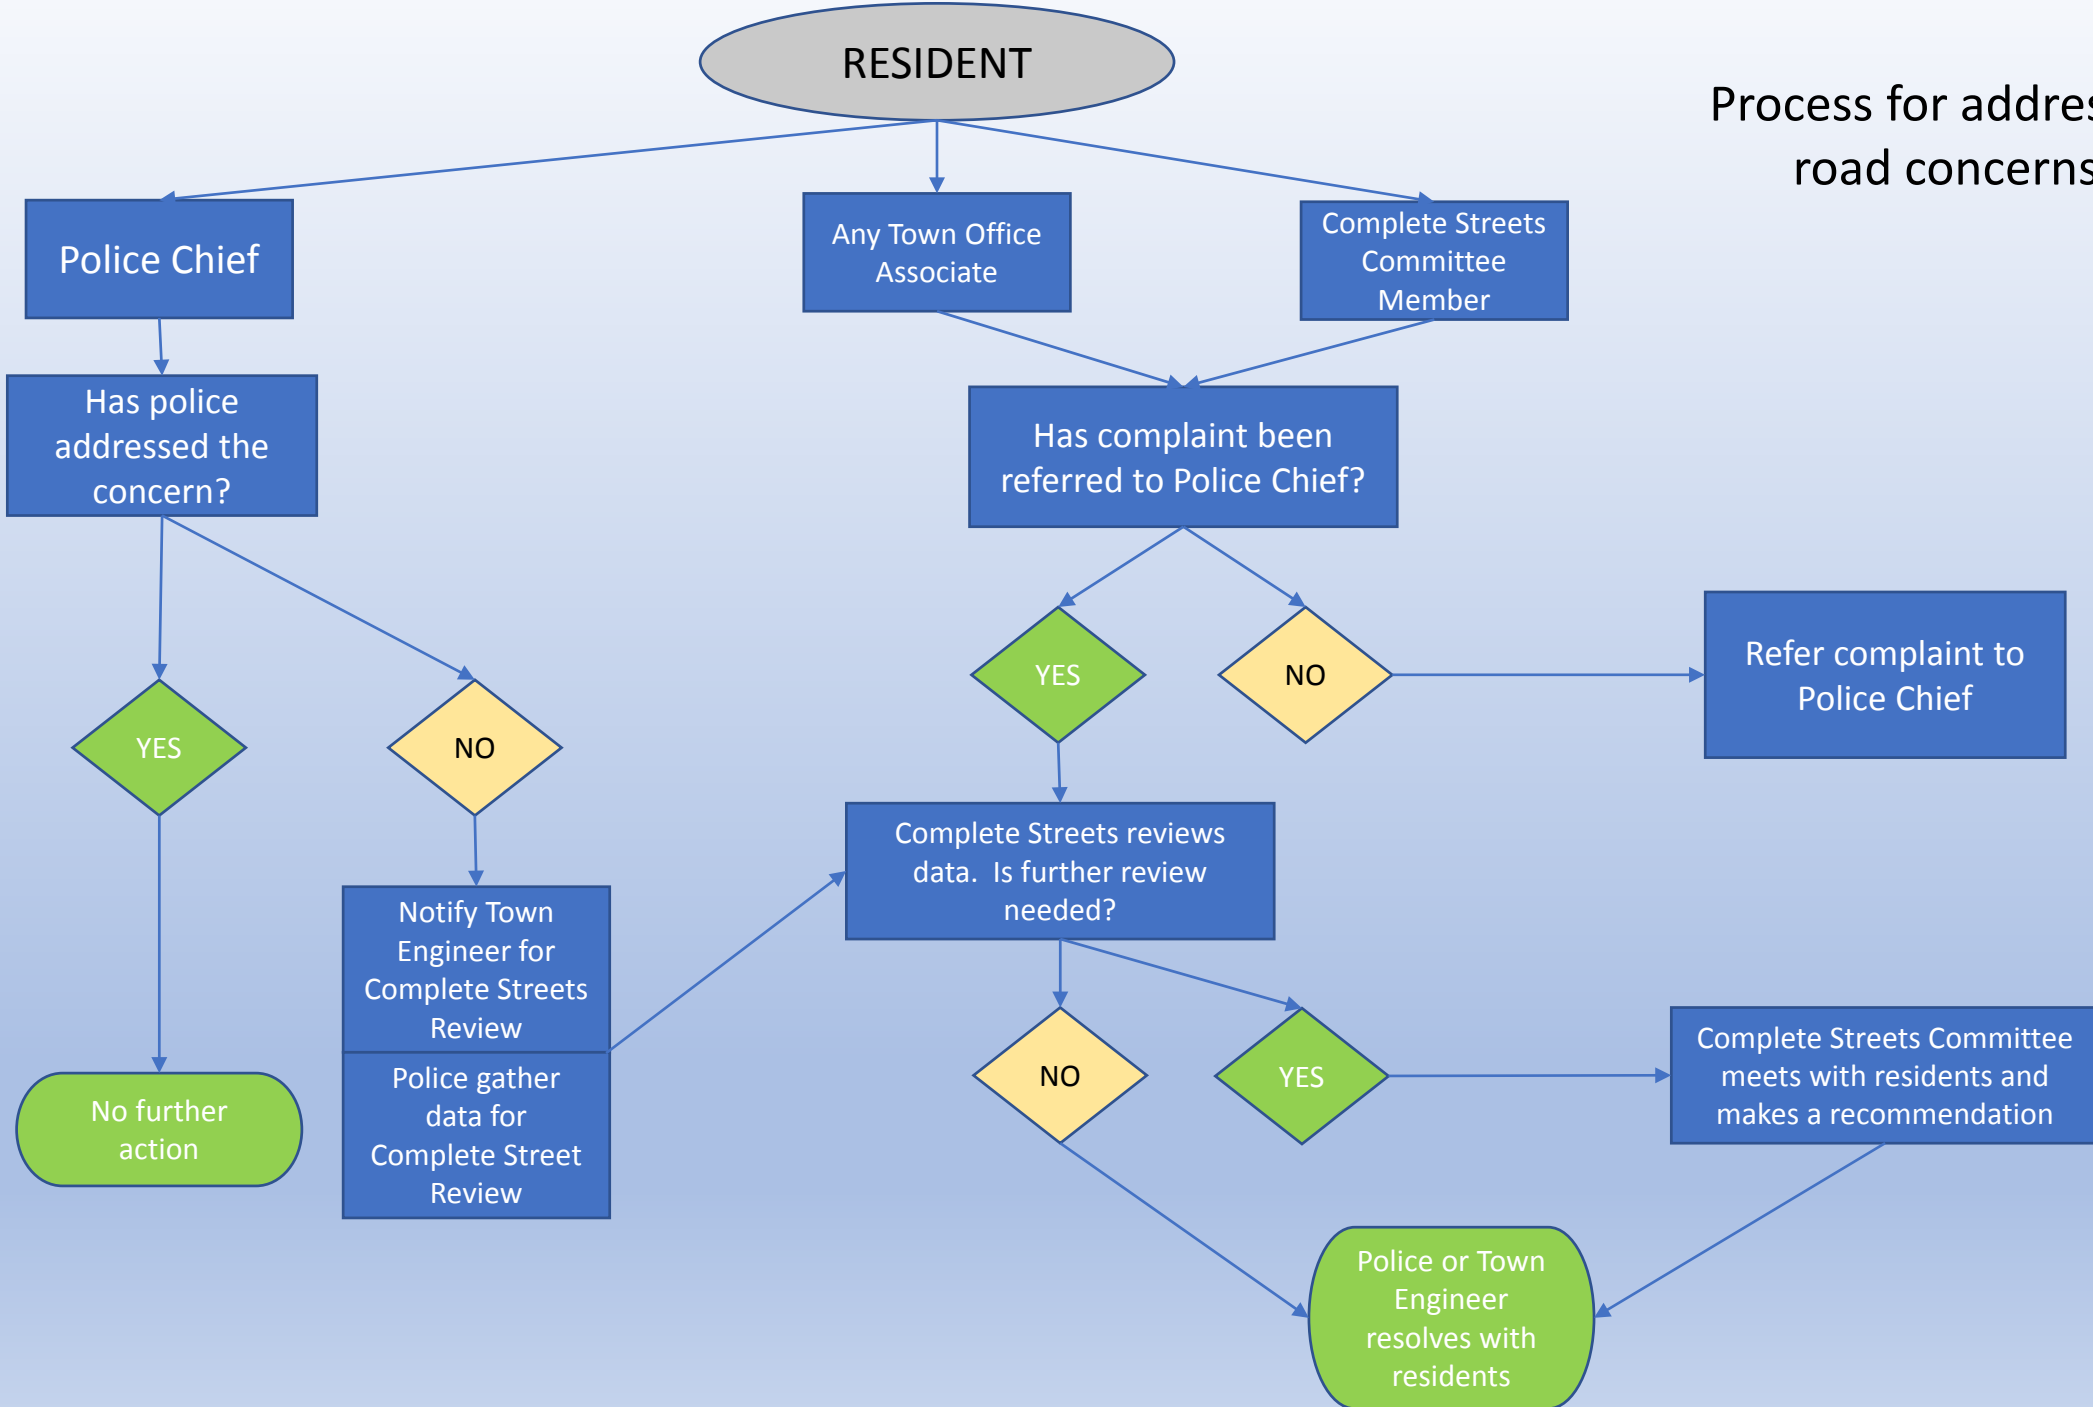 RESIDENT
Process for addres
road concerns
Police Chief
Any Town Office
Associate
Complete Streets
Committee
Member
Has police
addressed the
concern?
Has complaint been
referred to Police Chief?
YES
NO
Refer complaint to
Police Chief
YES
NO
Complete Streets reviews
data.  Is further review
needed?
Notify Town
Engineer for
Complete Streets
Review
Police gather
data for
Complete Street
Review
No further
action
NO
YES
Complete Streets Committee
meets with residents and
makes a recommendation
Police or Town
Engineer
resolves with
residents